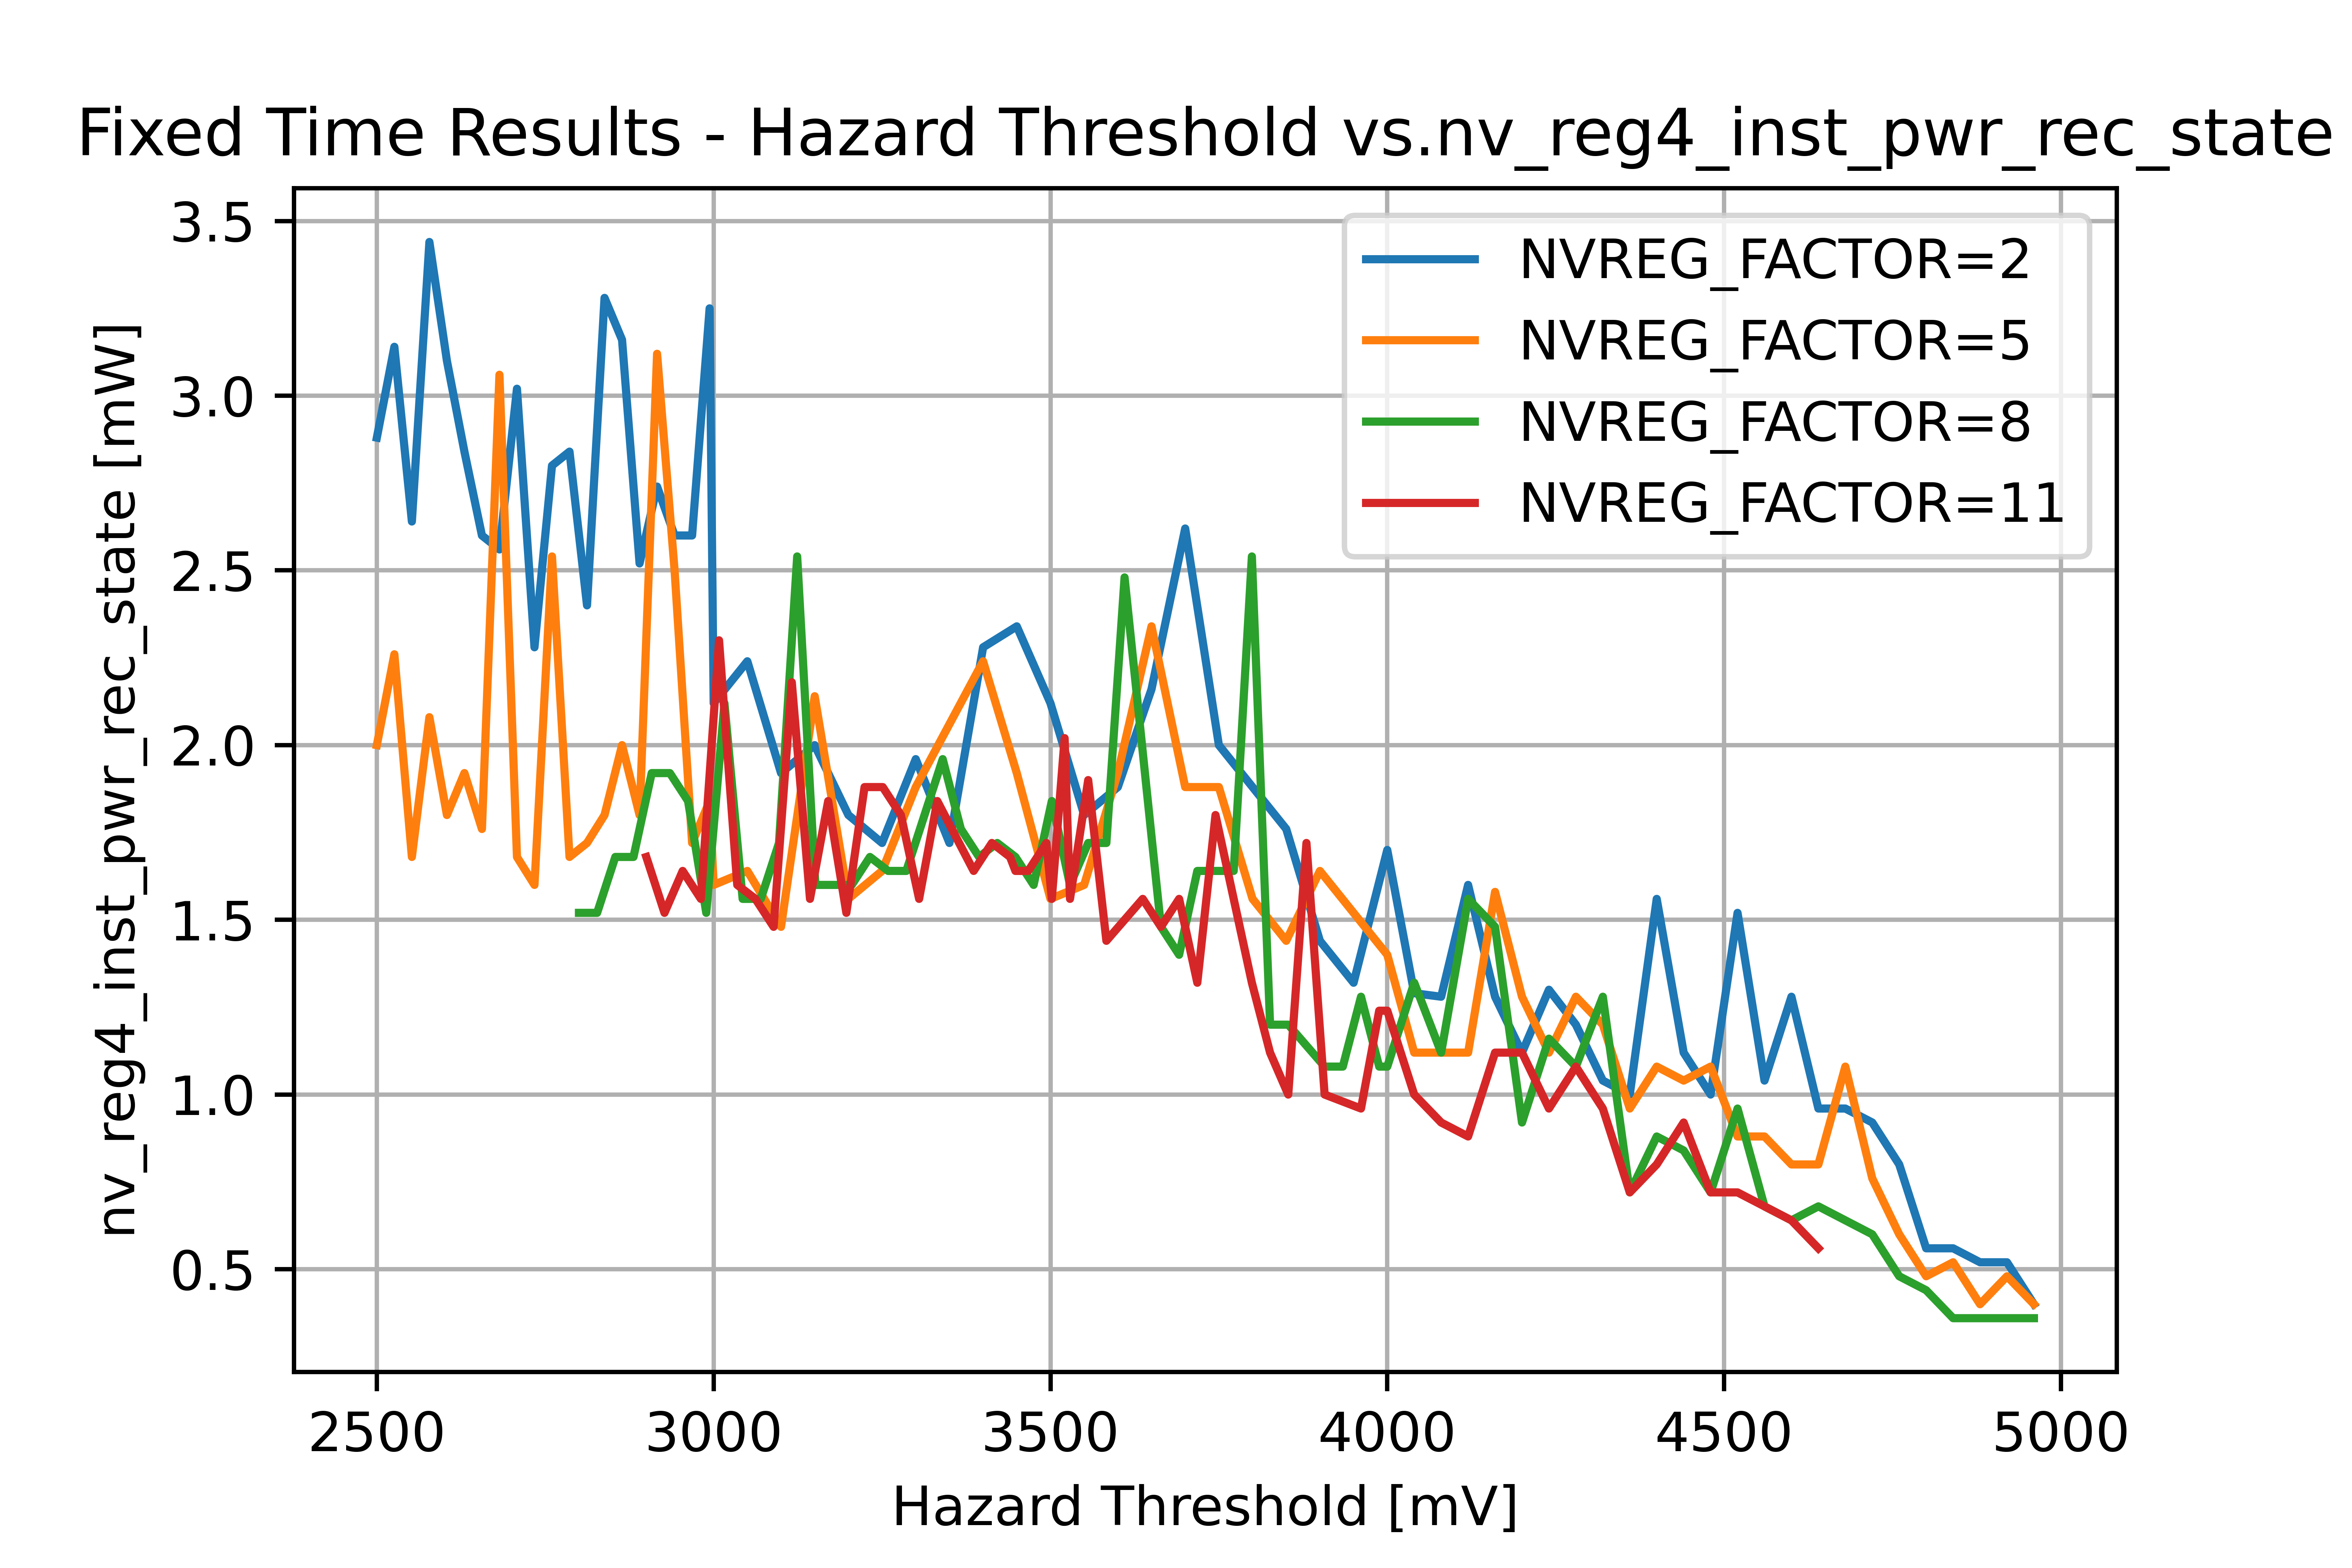 Fixed Time Results - Hazard Threshold vs.nv_reg4_inst_pwr_rec_state
nv_reg4_inst_pwr_rec_state [mW]
3.5
3.0
2.5
2.0
1.5
1.0
0.5
NVREG_FACTOR=2
NVREG_FACTOR=5
NVREG_FACTOR=8
NVREG_FACTOR=11
2500 3000 3500 4000 4500 5000
Hazard Threshold [mV]